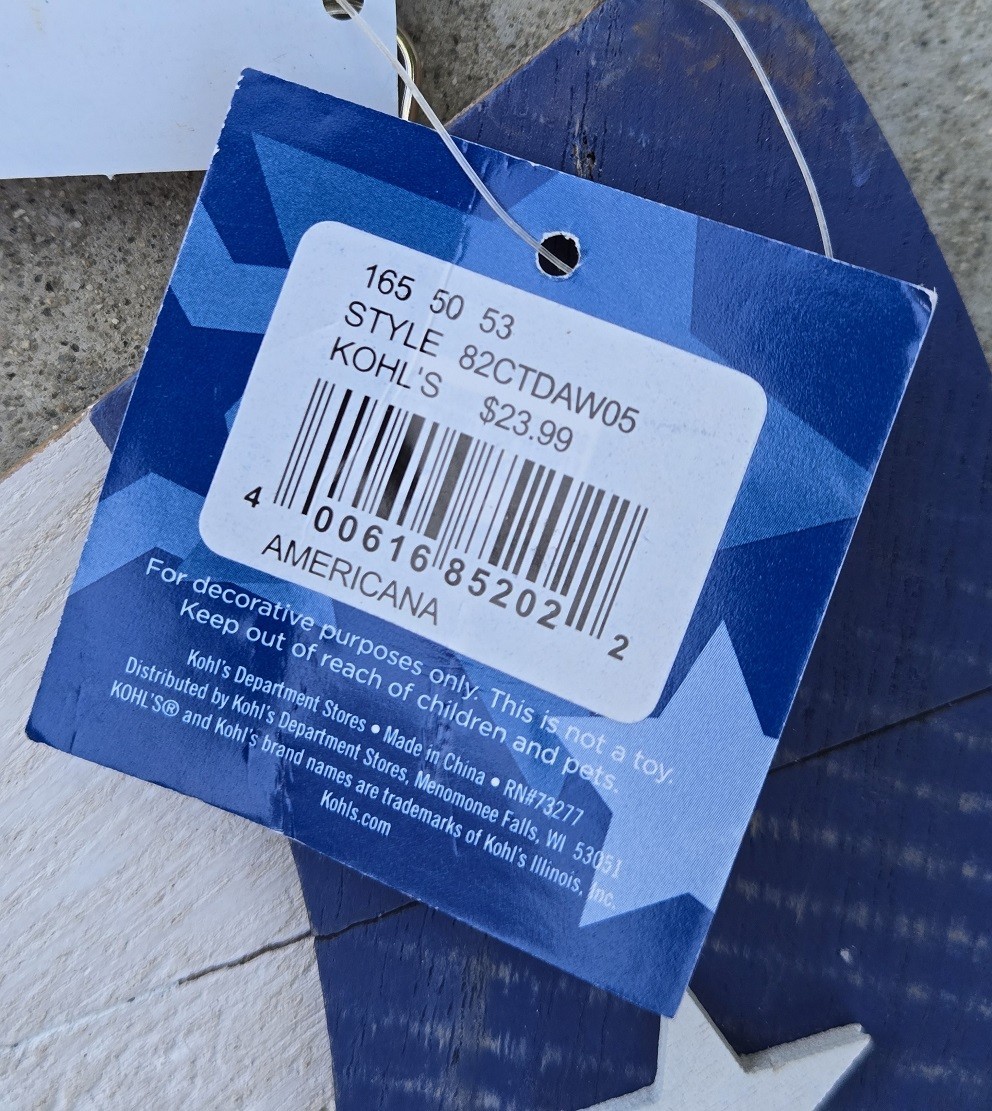 165 50 53
STYLE 82CTDAW05
KOHL'S $23.99
4 00616 85202 2
AMERICANA
For decorative purposes only. This is not a toy.
Keep out of reach of children and pets.
Kohl's Department Stores • Made in China • RN#73277
Distributed by Kohl's Department Stores, Menomonee Falls, WI 53051
KOHL'S® and Kohl's brand names are trademarks of Kohl's Illinois, Inc.
Kohls.com